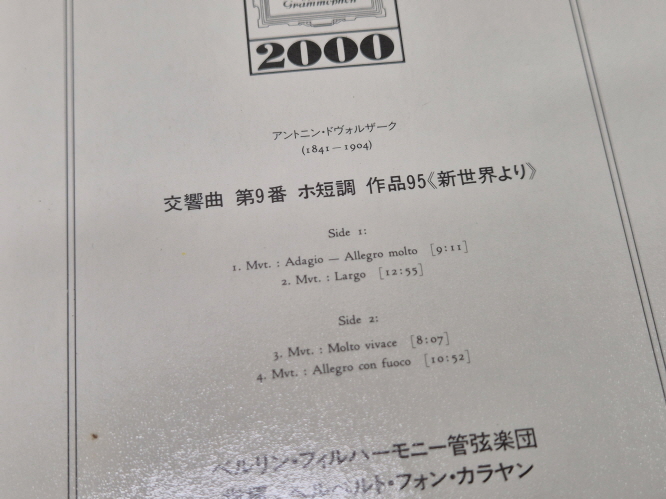 Grammophon
2000
アントニン・ドヴォルザーク
(1841—1904)
交響曲 第9番 ホ短調 作品95《新世界より》
Side 1:
1. Mvt. : Adagio — Allegro molto [9:11]
2. Mvt. : Largo [12:55]
Side 2:
3. Mvt. : Molto vivace [8:07]
4. Mvt. : Allegro con fuoco [10:52]
ベルリン・フィルハーモニー管弦楽団
ヘルベルト・フォン・カラヤン